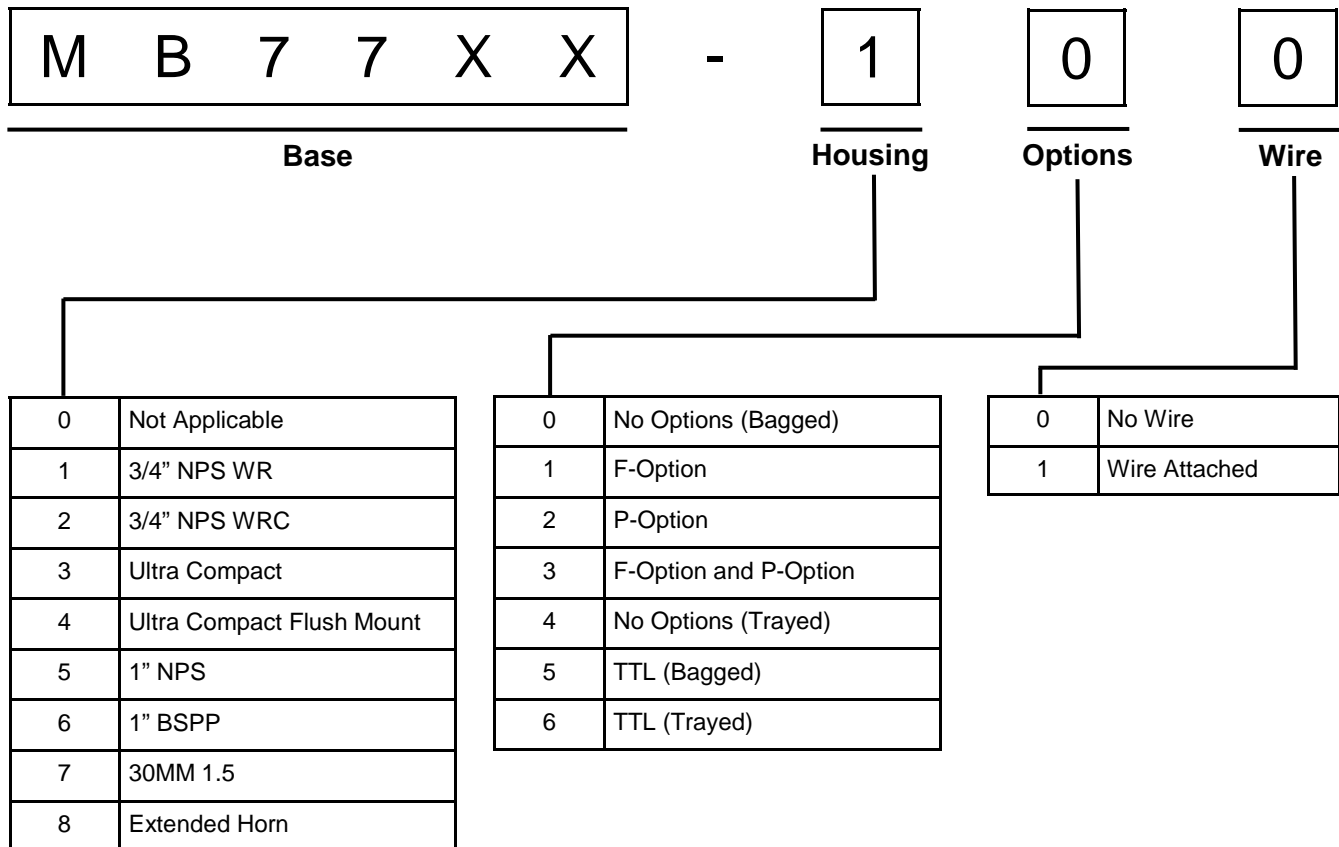 M B 7 7 X X - 1 0 0
Base Housing Options Wire
0 Not Applicable
1 3/4” NPS WR
2 3/4” NPS WRC
3 Ultra Compact
4 Ultra Compact Flush Mount
5 1” NPS
6 1” BSPP
7 30MM 1.5
8 Extended Horn
0 No Options (Bagged)
1 F-Option
2 P-Option
3 F-Option and P-Option
4 No Options (Trayed)
5 TTL (Bagged)
6 TTL (Trayed)
0 No Wire
1 Wire Attached